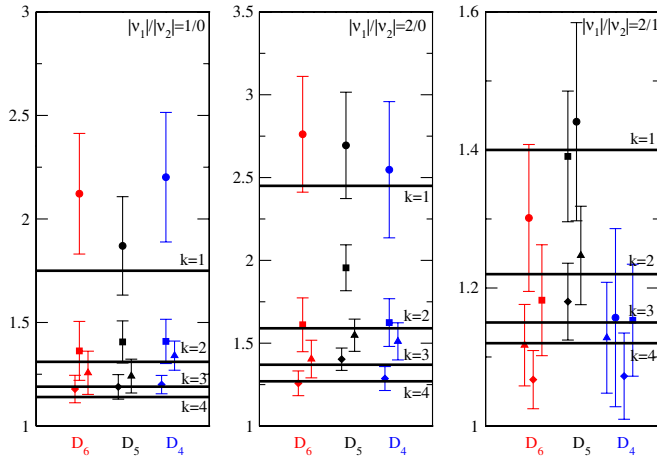 |ν₁|/|ν₂|=1/0
3
2.5
2
1.5
1
k=1
k=2
k=3
k=4
D₆
D₅
D₄
|ν₁|/|ν₂|=2/0
3.5
3
2.5
2
1.5
1
k=1
k=2
k=3
k=4
D₆
D₅
D₄
|ν₁|/|ν₂|=2/1
1.6
1.4
1.2
1
k=1
k=2
k=3
k=4
D₆
D₅
D₄